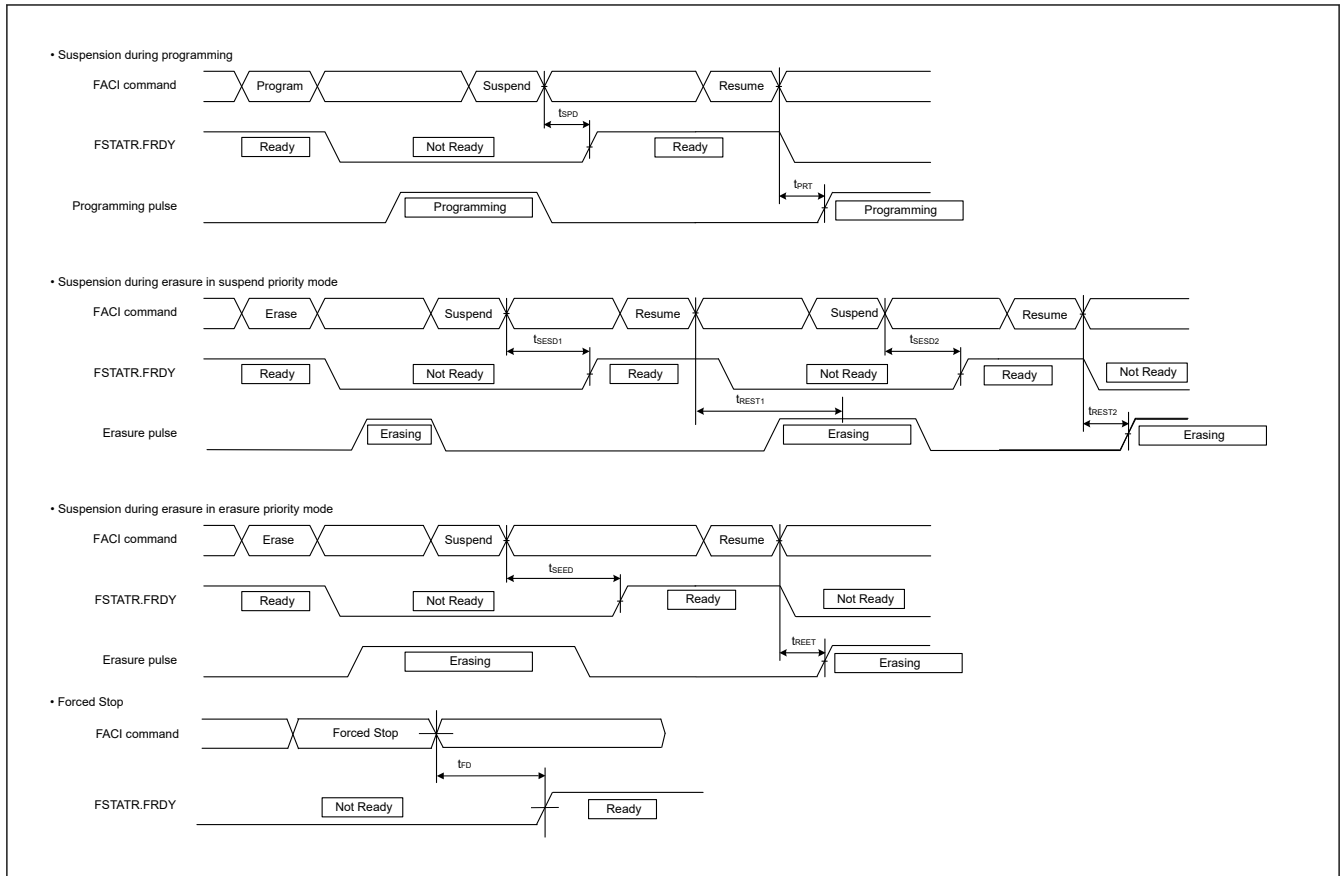 • Suspension during programming
FACI command Program Suspend Resume
tSPD
FSTATR.FRDY Ready Not Ready Ready
tPRT
Programming pulse Programming Programming
• Suspension during erasure in suspend priority mode
FACI command Erase Suspend Resume Suspend Resume
tSESD1 tSESD2
FSTATR.FRDY Ready Not Ready Ready Not Ready Ready Not Ready
tREST1 tREST2
Erasure pulse Erasing Erasing Erasing
• Suspension during erasure in erasure priority mode
FACI command Erase Suspend Resume
tSEED
FSTATR.FRDY Ready Not Ready Ready Not Ready
tREET
Erasure pulse Erasing Erasing
• Forced Stop
FACI command Forced Stop
tFD
FSTATR.FRDY Not Ready Ready